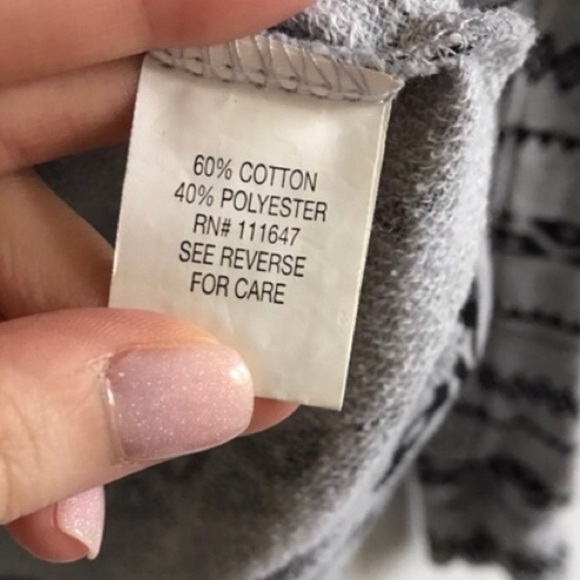 60% COTTON
40% POLYESTER
RN# 111647
SEE REVERSE
FOR CARE